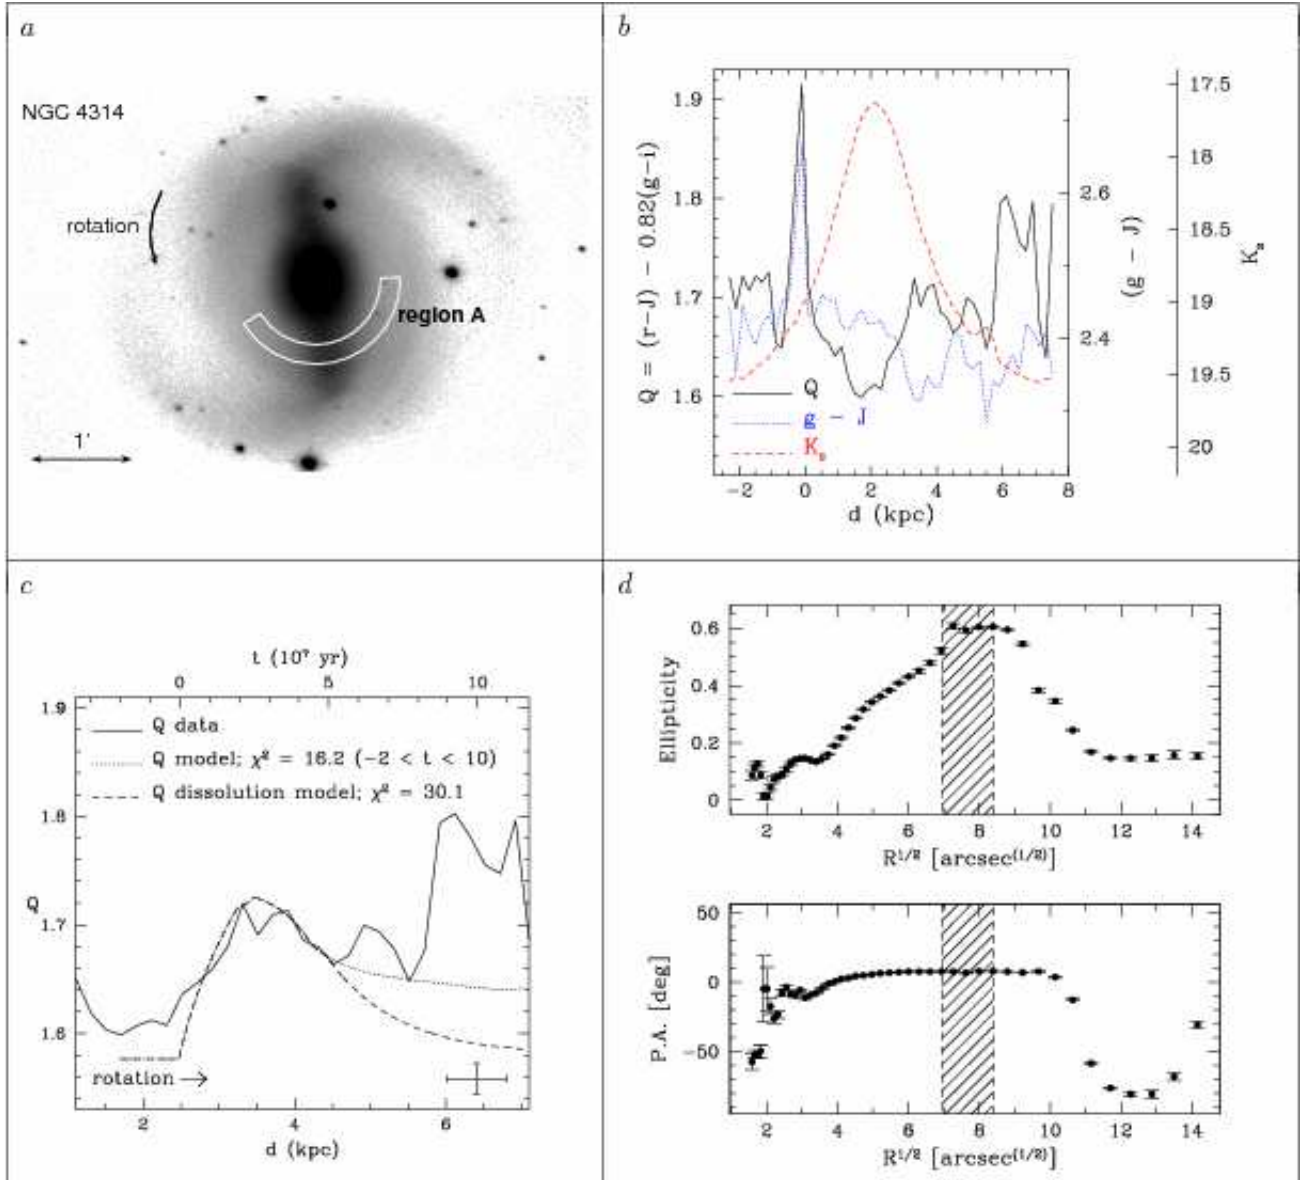 a
NGC 4314
rotation
region A
1'
b
1.9
1.8
1.7
1.6
Q = (r-J) - 0.82(g-i)
-2
0
2
4
6
8
d (kpc)
Q
g - J
K_s
2.6
2.4
(g - J)
17.5
18
18.5
19
19.5
20
K_s
c
t (10⁷ yr)
0
5
10
1.9
1.8
1.7
1.6
Q
Q data
Q model; χ² = 16.2 (-2 < t < 10)
Q dissolution model; χ² = 30.1
rotation →
2
4
6
d (kpc)
d
0.6
0.4
0.2
0
Ellipticity
2
4
6
8
10
12
14
R^{1/2} [arcsec^{(1/2)}]
50
0
-50
P.A. [deg]
2
4
6
8
10
12
14
R^{1/2} [arcsec^{(1/2)}]